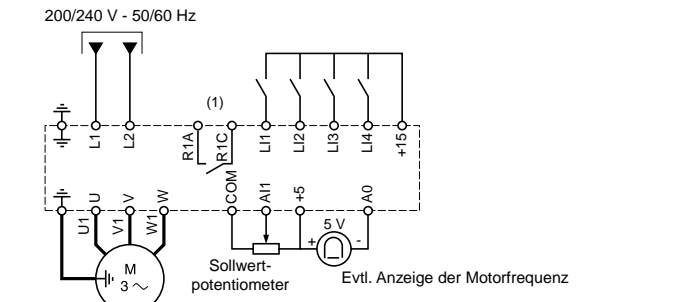 200/240 V - 50/60 Hz
(1)
L1
L2
R1A
R1C
LI1
LI2
LI3
LI4
+15
U
V
W
COM
AI1
+5
A0
U1
V1
W1
5 V
+
-
M
3
Sollwert-
potentiometer
Evtl. Anzeige der Motorfrequenz